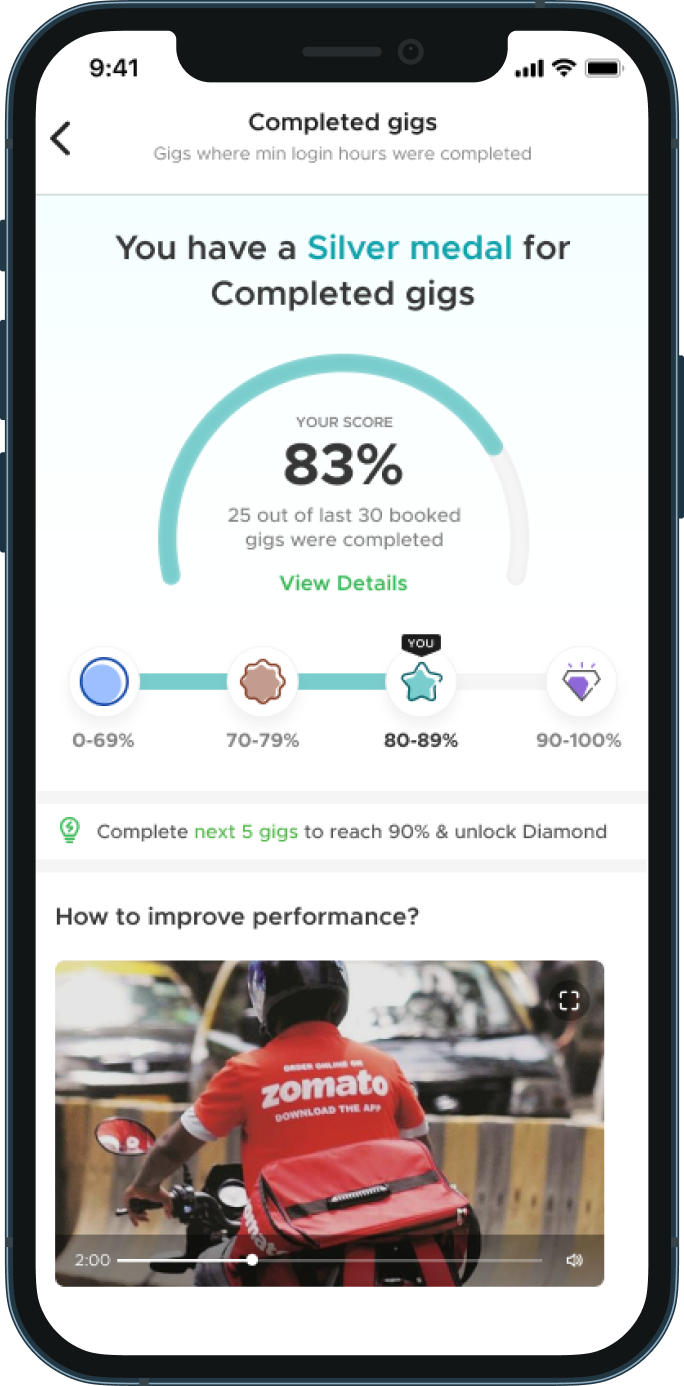 9:41
Completed gigs
Gigs where min login hours were completed
You have a Silver medal for
Completed gigs
YOUR SCORE
83%
25 out of last 30 booked
gigs were completed
View Details
YOU
0-69%
70-79%
80-89%
90-100%
Complete next 5 gigs to reach 90% & unlock Diamond
How to improve performance?
ORDER ONLINE ON
zomato
DOWNLOAD THE APP
zomato
2:00